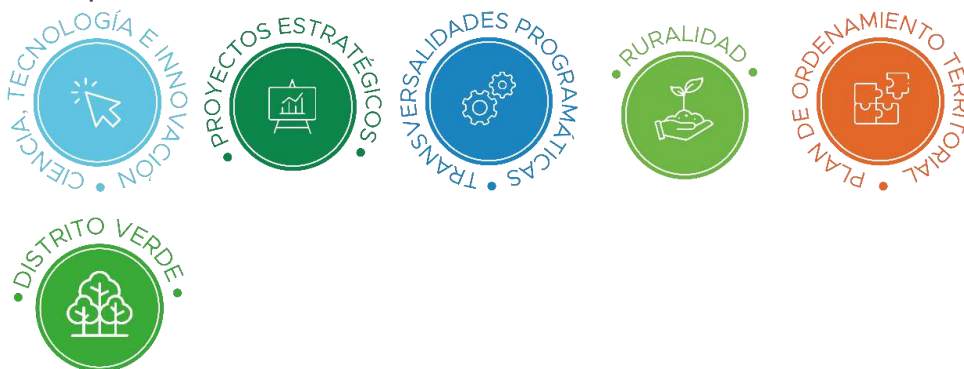 CIENCIA, TECNOLOGÍA E INNOVACIÓN
PROYECTOS ESTRATÉGICOS
TRANSVERSALIDADES PROGRAMÁTICAS
RURALIDAD
PLAN DE ORDENAMIENTO TERRITORIAL
DISTRITO VERDE